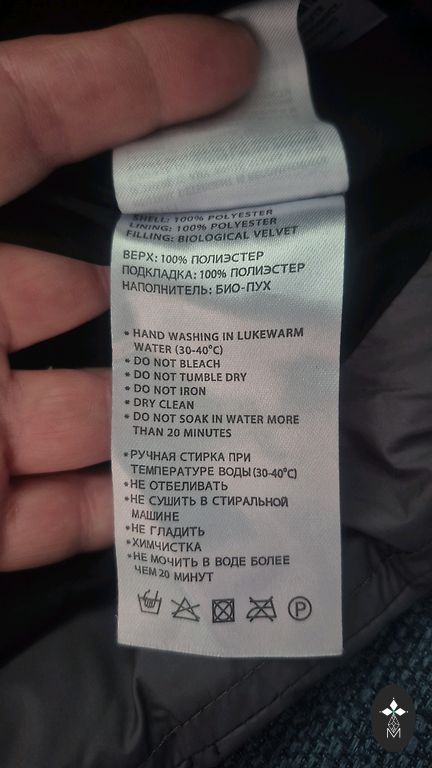 SHELL: 100% POLYESTER
LINING: 100% POLYESTER
FILLING: BIOLOGICAL VELVET
ВЕРХ: 100% ПОЛИЭСТЕР
ПОДКЛАДКА: 100% ПОЛИЭСТЕР
НАПОЛНИТЕЛЬ: БИО-ПУХ
* HAND WASHING IN LUKEWARM
WATER (30-40°C)
* DO NOT BLEACH
* DO NOT TUMBLE DRY
* DO NOT IRON
* DRY CLEAN
* DO NOT SOAK IN WATER MORE
THAN 20 MINUTES
*РУЧНАЯ СТИРКА ПРИ
ТЕМПЕРАТУРЕ ВОДЫ (30-40°C)
*НЕ ОТБЕЛИВАТЬ
*НЕ СУШИТЬ В СТИРАЛЬНОЙ
МАШИНЕ
*НЕ ГЛАДИТЬ
*ХИМЧИСТКА
*НЕ МОЧИТЬ В ВОДЕ БОЛЕЕ
ЧЕМ 20 МИНУТ
P
M